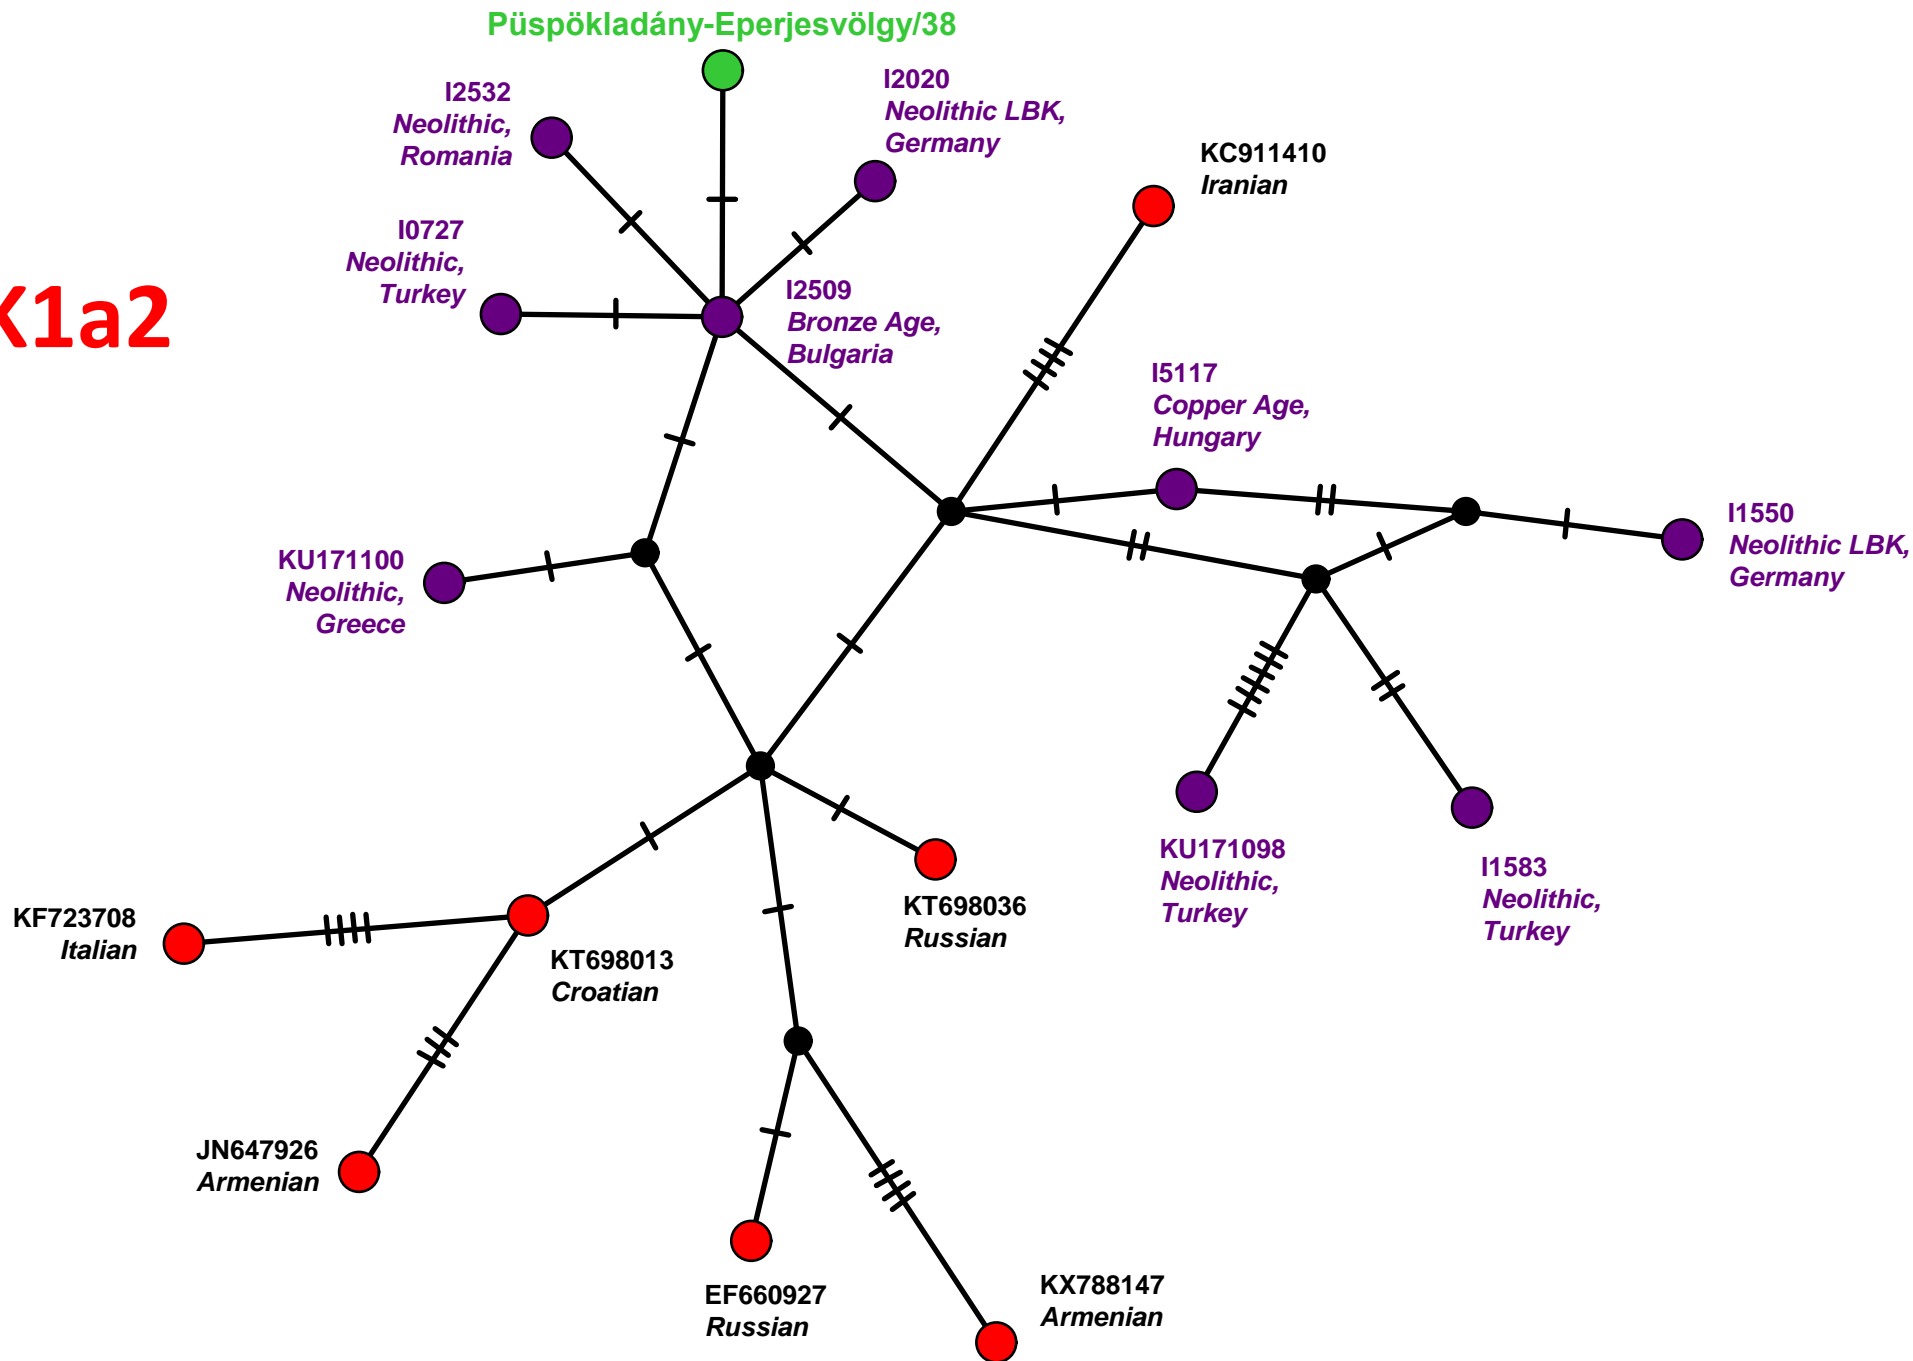 Püspökladány-Eperjesvölgy/38
I2532
Neolithic,
Romania
I2020
Neolithic LBK,
Germany
KC911410
Iranian
I0727
Neolithic,
Turkey
K1a2
I2509
Bronze Age,
Bulgaria
I5117
Copper Age,
Hungary
I1550
Neolithic LBK,
Germany
KU171100
Neolithic,
Greece
KU171098
Neolithic,
Turkey
I1583
Neolithic,
Turkey
KT698036
Russian
KF723708
Italian
KT698013
Croatian
JN647926
Armenian
EF660927
Russian
KX788147
Armenian